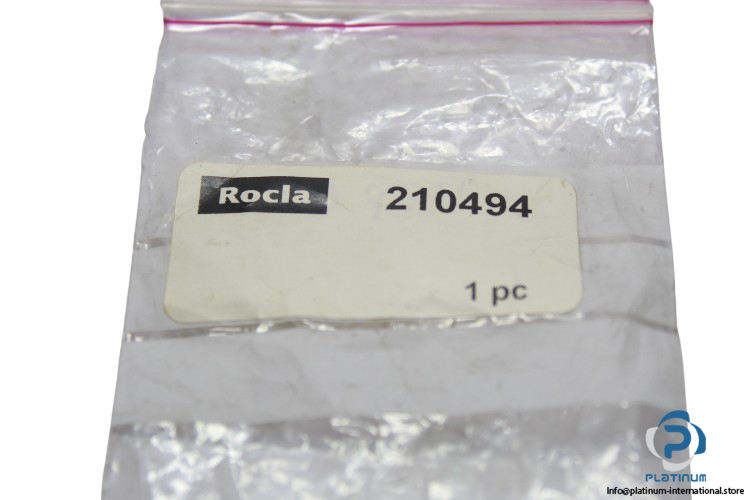 Rocla 210494
1 pc
PLATINUM
Info@platinum-international.store